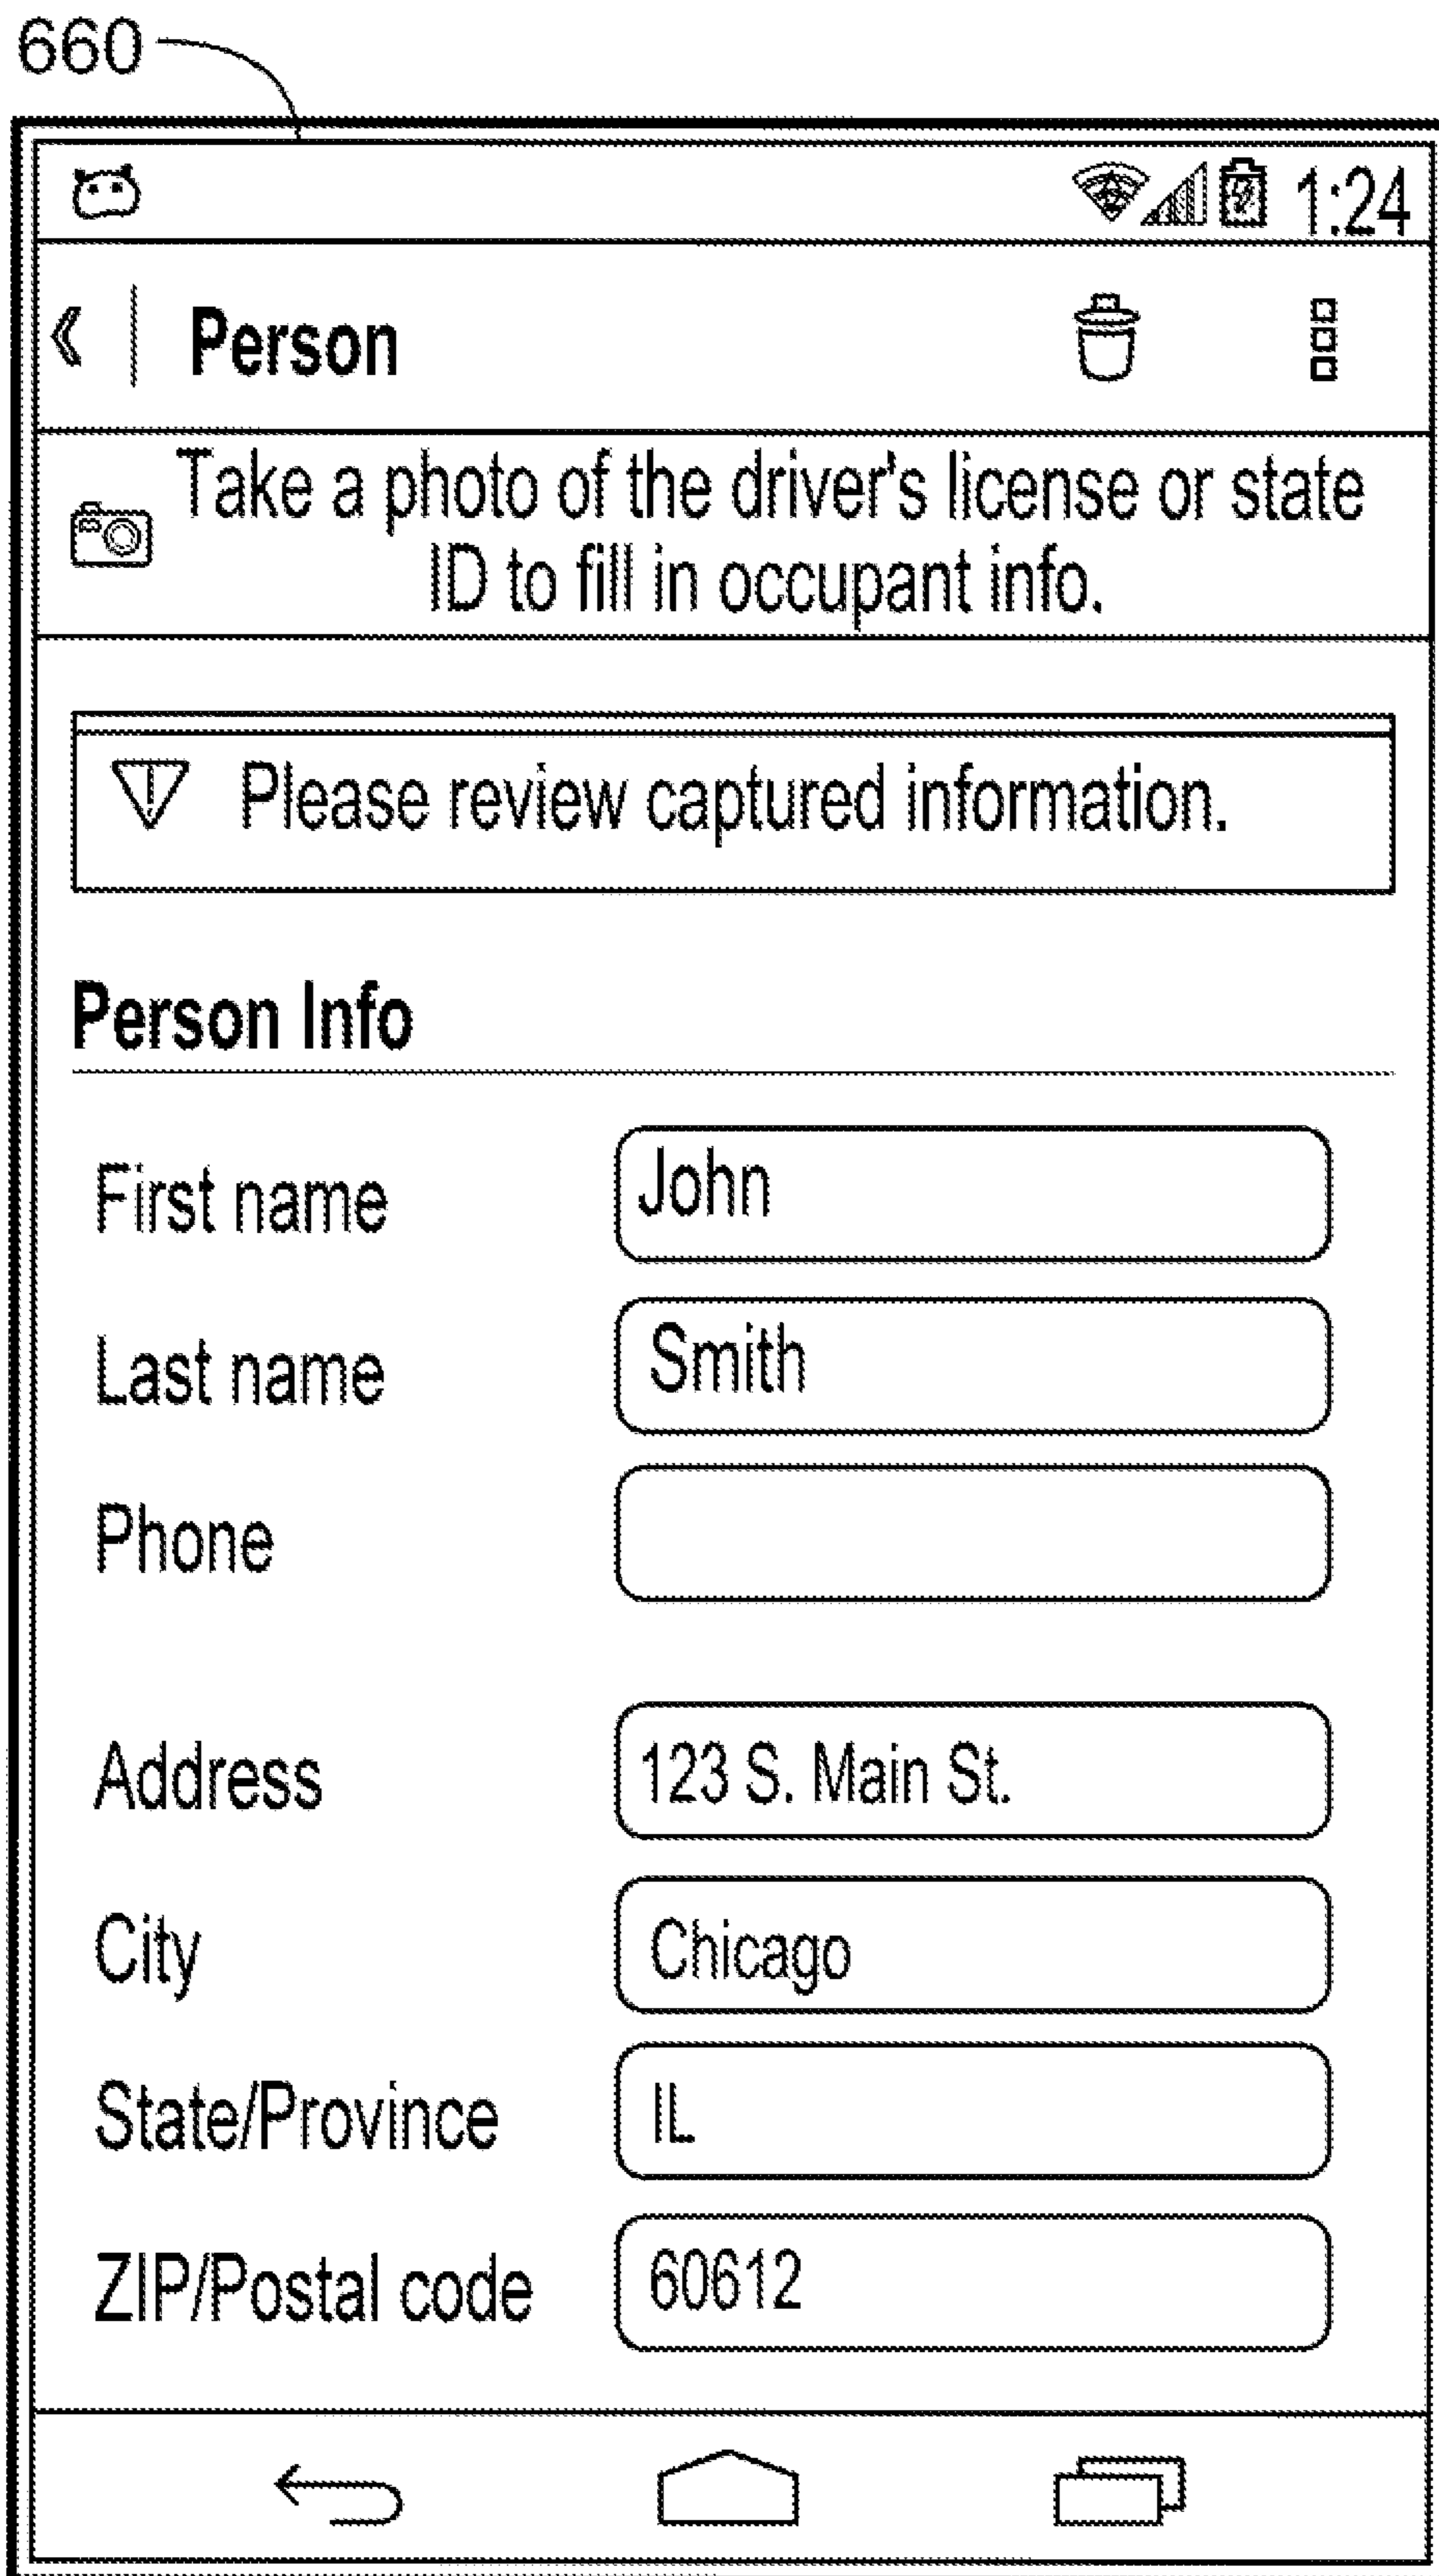 660
1:24
Person
Take a photo of the driver's license or state
ID to fill in occupant info.
Please review captured information.
Person Info
First name John
Last name Smith
Phone
Address 123 S. Main St.
City Chicago
State/Province IL
ZIP/Postal code 60612